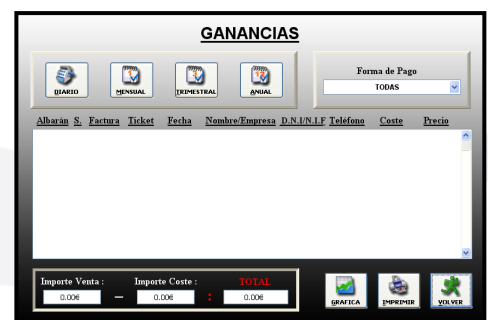 GANANCIAS
DIARIO MENSUAL TRIMESTRAL ANUAL
Forma de Pago
TODAS
Albarán S. Factura Ticket Fecha Nombre/Empresa D.N.I/N.I.F Teléfono Coste Precio
Importe Venta : Importe Coste : TOTAL
0.00€ — 0.00€ : 0.00€
GRAFICA IMPRIMIR VOLVER